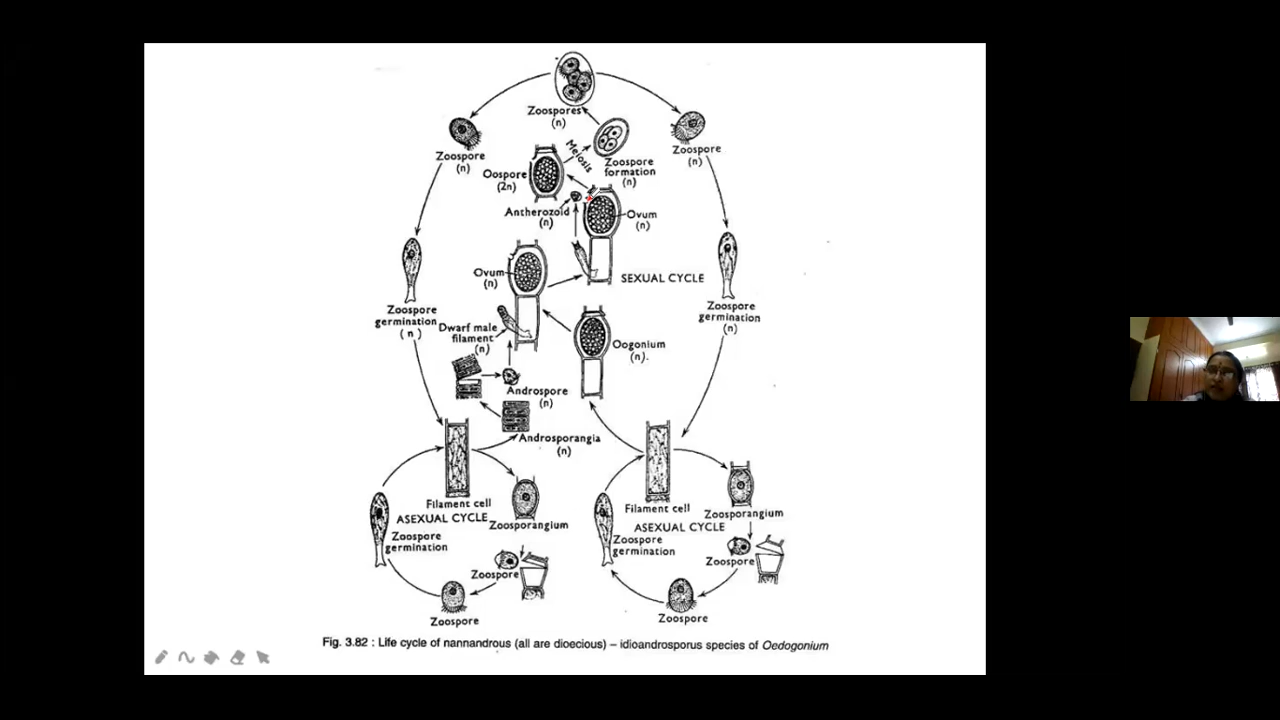 Zoospores
(n)
Zoospore
(n)
Zoospore
(n)
Meiosis
Zoospore
formation
(n)
Oospore
(2n)
Antherozoid
(n)
Ovum
(n)
Ovum
(n)
SEXUAL CYCLE
Zoospore
germination
(n)
Zoospore
germination
(n)
Dwarf male
filament
(n)
Oogonium
(n).
Androspore
(n)
Androsporangia
(n)
Filament cell
ASEXUAL CYCLE
Zoosporangium
Zoospore
germination
Zoospore
Zoospore
Filament cell
ASEXUAL CYCLE
Zoosporangium
Zoospore
germination
Zoospore
Zoospore
Fig. 3.82 : Life cycle of nannandrous (all are dioecious) – idioandrosporus species of Oedogonium